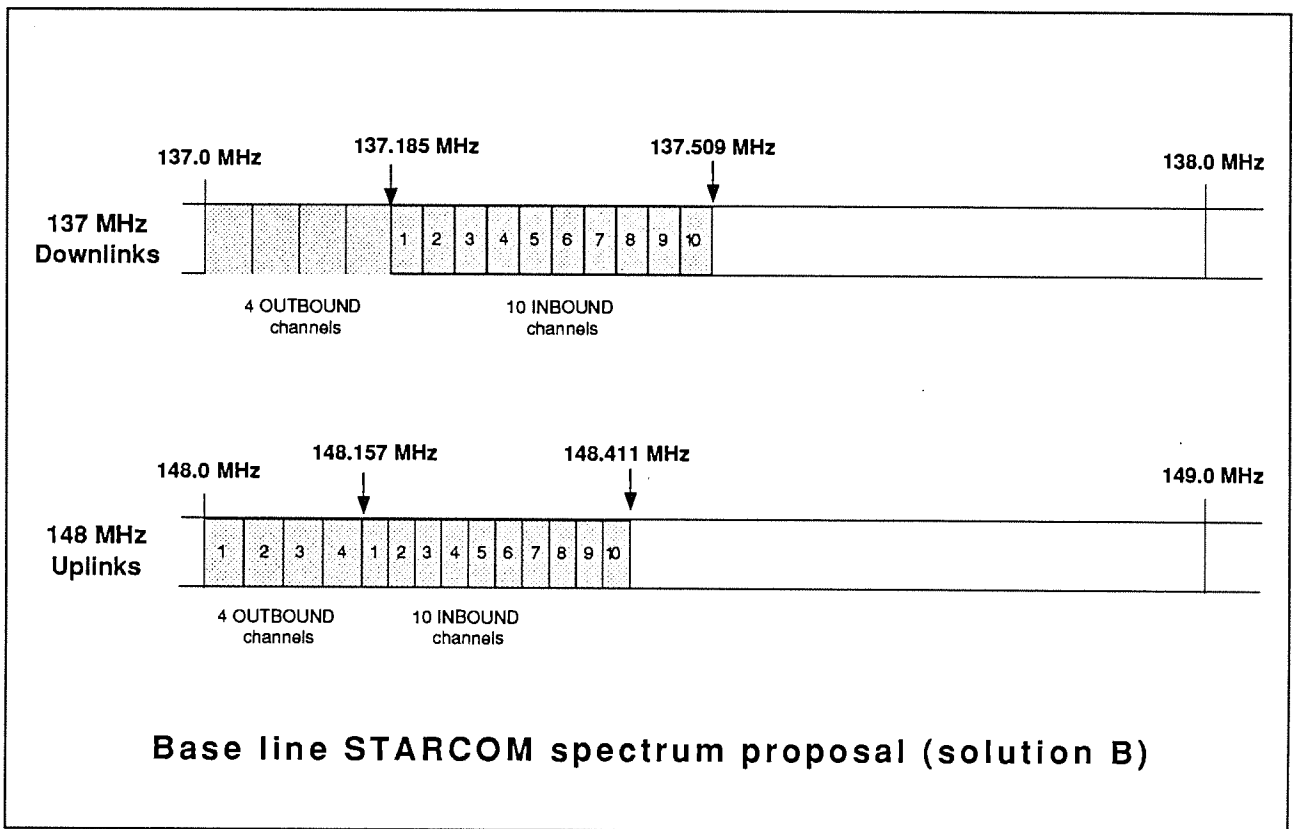 137.0 MHz
137.185 MHz
137.509 MHz
138.0 MHz
137 MHz
Downlinks
1 2 3 4 5 6 7 8 9 10
4 OUTBOUND
channels
10 INBOUND
channels
148.0 MHz
148.157 MHz
148.411 MHz
149.0 MHz
148 MHz
Uplinks
1 2 3 4 1 2 3 4 5 6 7 8 9 10
4 OUTBOUND
channels
10 INBOUND
channels
Base line STARCOM spectrum proposal (solution B)